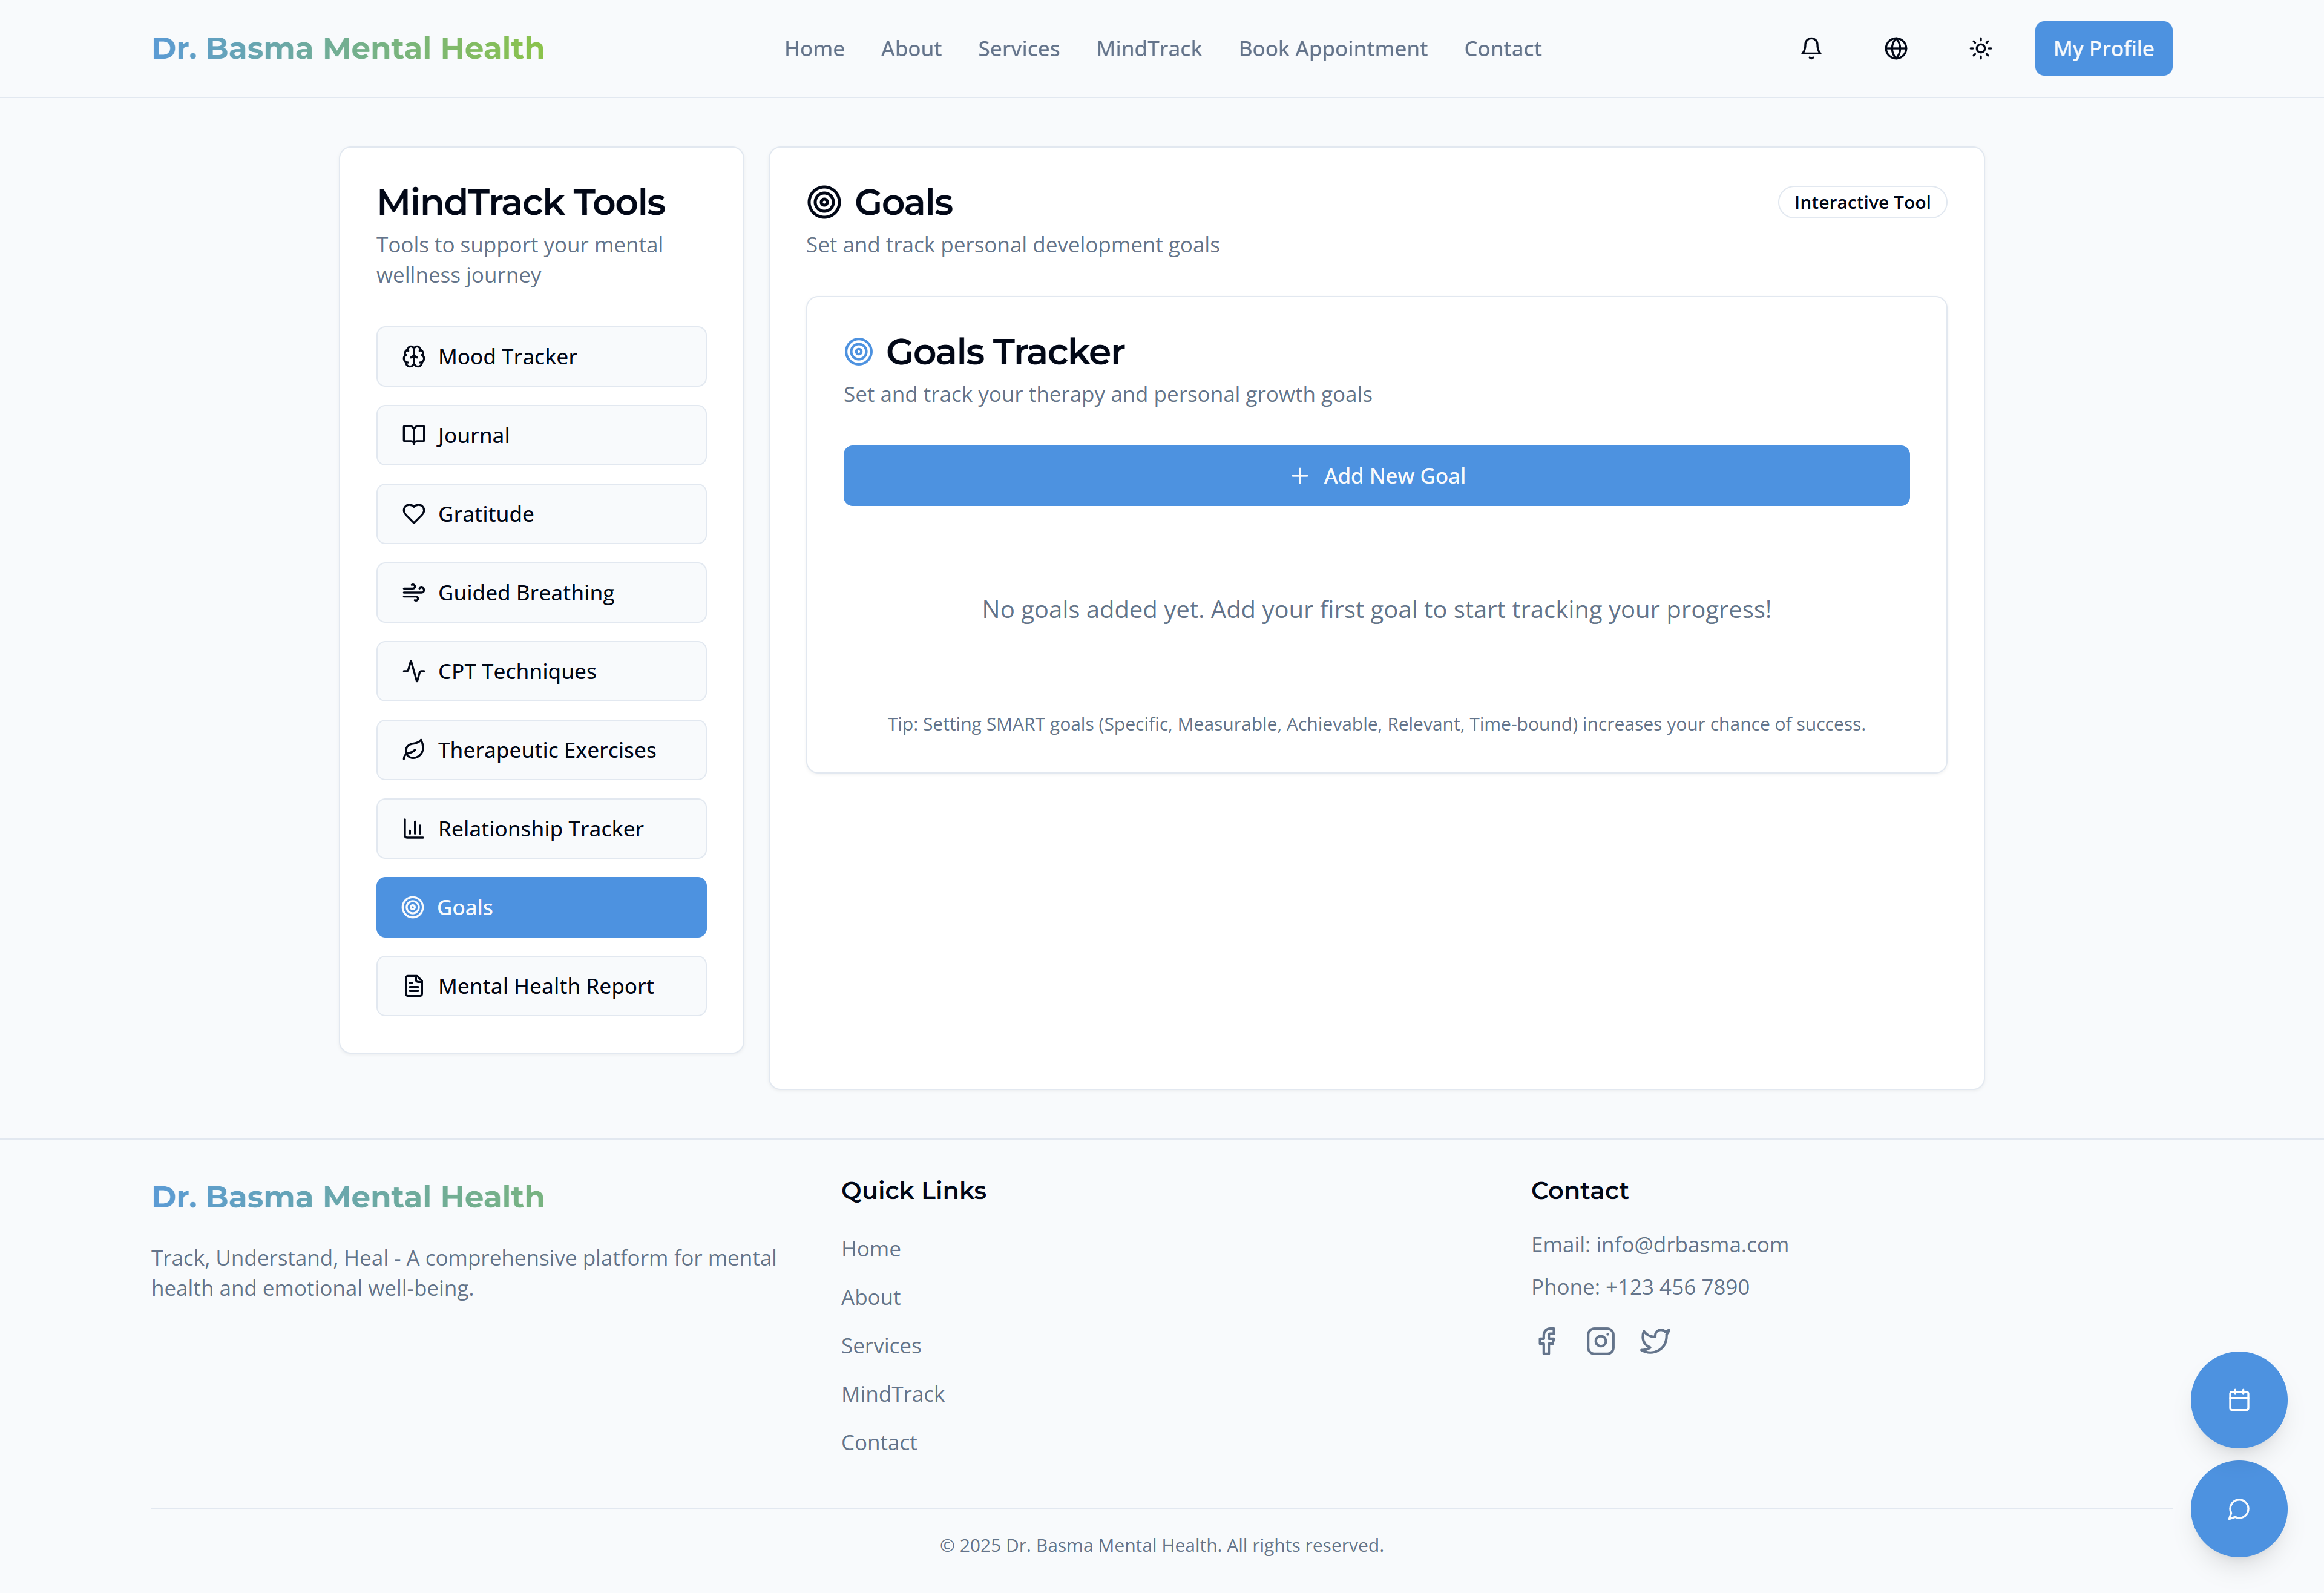 Dr. Basma Mental Health
Home
About
Services
MindTrack
Book Appointment
Contact
My Profile
MindTrack Tools
Tools to support your mental
wellness journey
Mood Tracker
Journal
Gratitude
Guided Breathing
CPT Techniques
Therapeutic Exercises
Relationship Tracker
Goals
Mental Health Report
Goals
Interactive Tool
Set and track personal development goals
Goals Tracker
Set and track your therapy and personal growth goals
Add New Goal
No goals added yet. Add your first goal to start tracking your progress!
Tip: Setting SMART goals (Specific, Measurable, Achievable, Relevant, Time-bound) increases your chance of success.
Dr. Basma Mental Health
Track, Understand, Heal - A comprehensive platform for mental
health and emotional well-being.
Quick Links
Home
About
Services
MindTrack
Contact
Contact
Email: info@drbasma.com
Phone: +123 456 7890
© 2025 Dr. Basma Mental Health. All rights reserved.